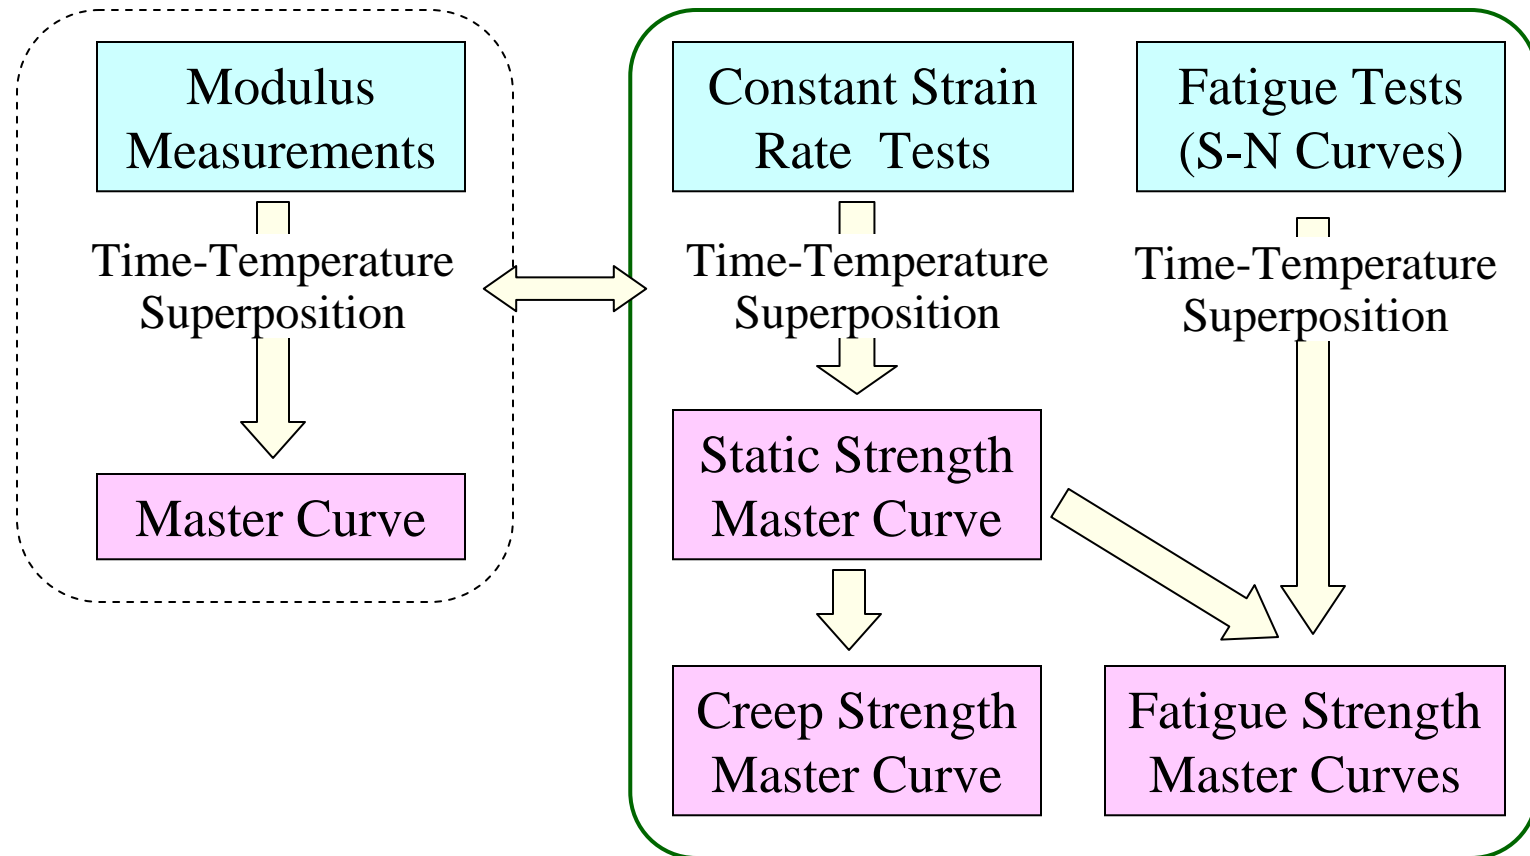 Modulus
Measurements
Time-Temperature
Superposition
Master Curve
Constant Strain
Rate Tests
Time-Temperature
Superposition
Static Strength
Master Curve
Creep Strength
Master Curve
Fatigue Tests
(S-N Curves)
Time-Temperature
Superposition
Fatigue Strength
Master Curves